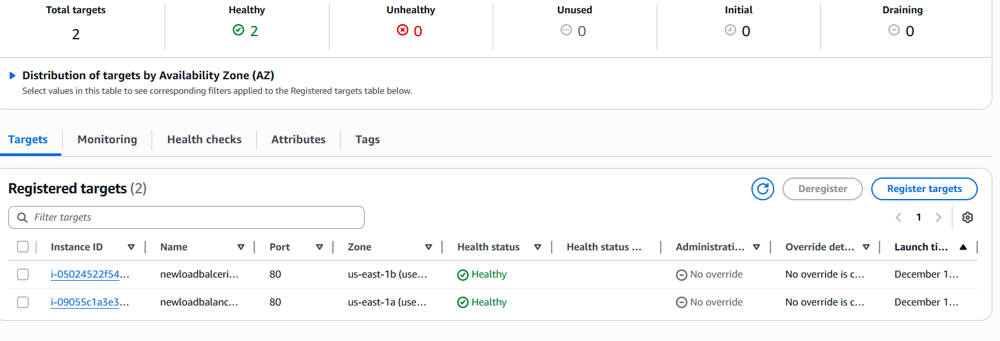 Total targets Healthy Unhealthy Unused Initial Draining
2 2 0 0 0 0
Distribution of targets by Availability Zone (AZ)
Select values in this table to see corresponding filters applied to the Registered targets table below.
Targets Monitoring Health checks Attributes Tags
Registered targets (2) Deregister Register targets
Filter targets 1
Instance ID Name Port Zone Health status Health status ... Administrati... Override det... Launch ti...
i-05024522f54... newloadbalceri... 80 us-east-1b (use... Healthy No override No override is c... December 1...
i-09055c1a3e3... newloadbalanc... 80 us-east-1a (use... Healthy No override No override is c... December 1...